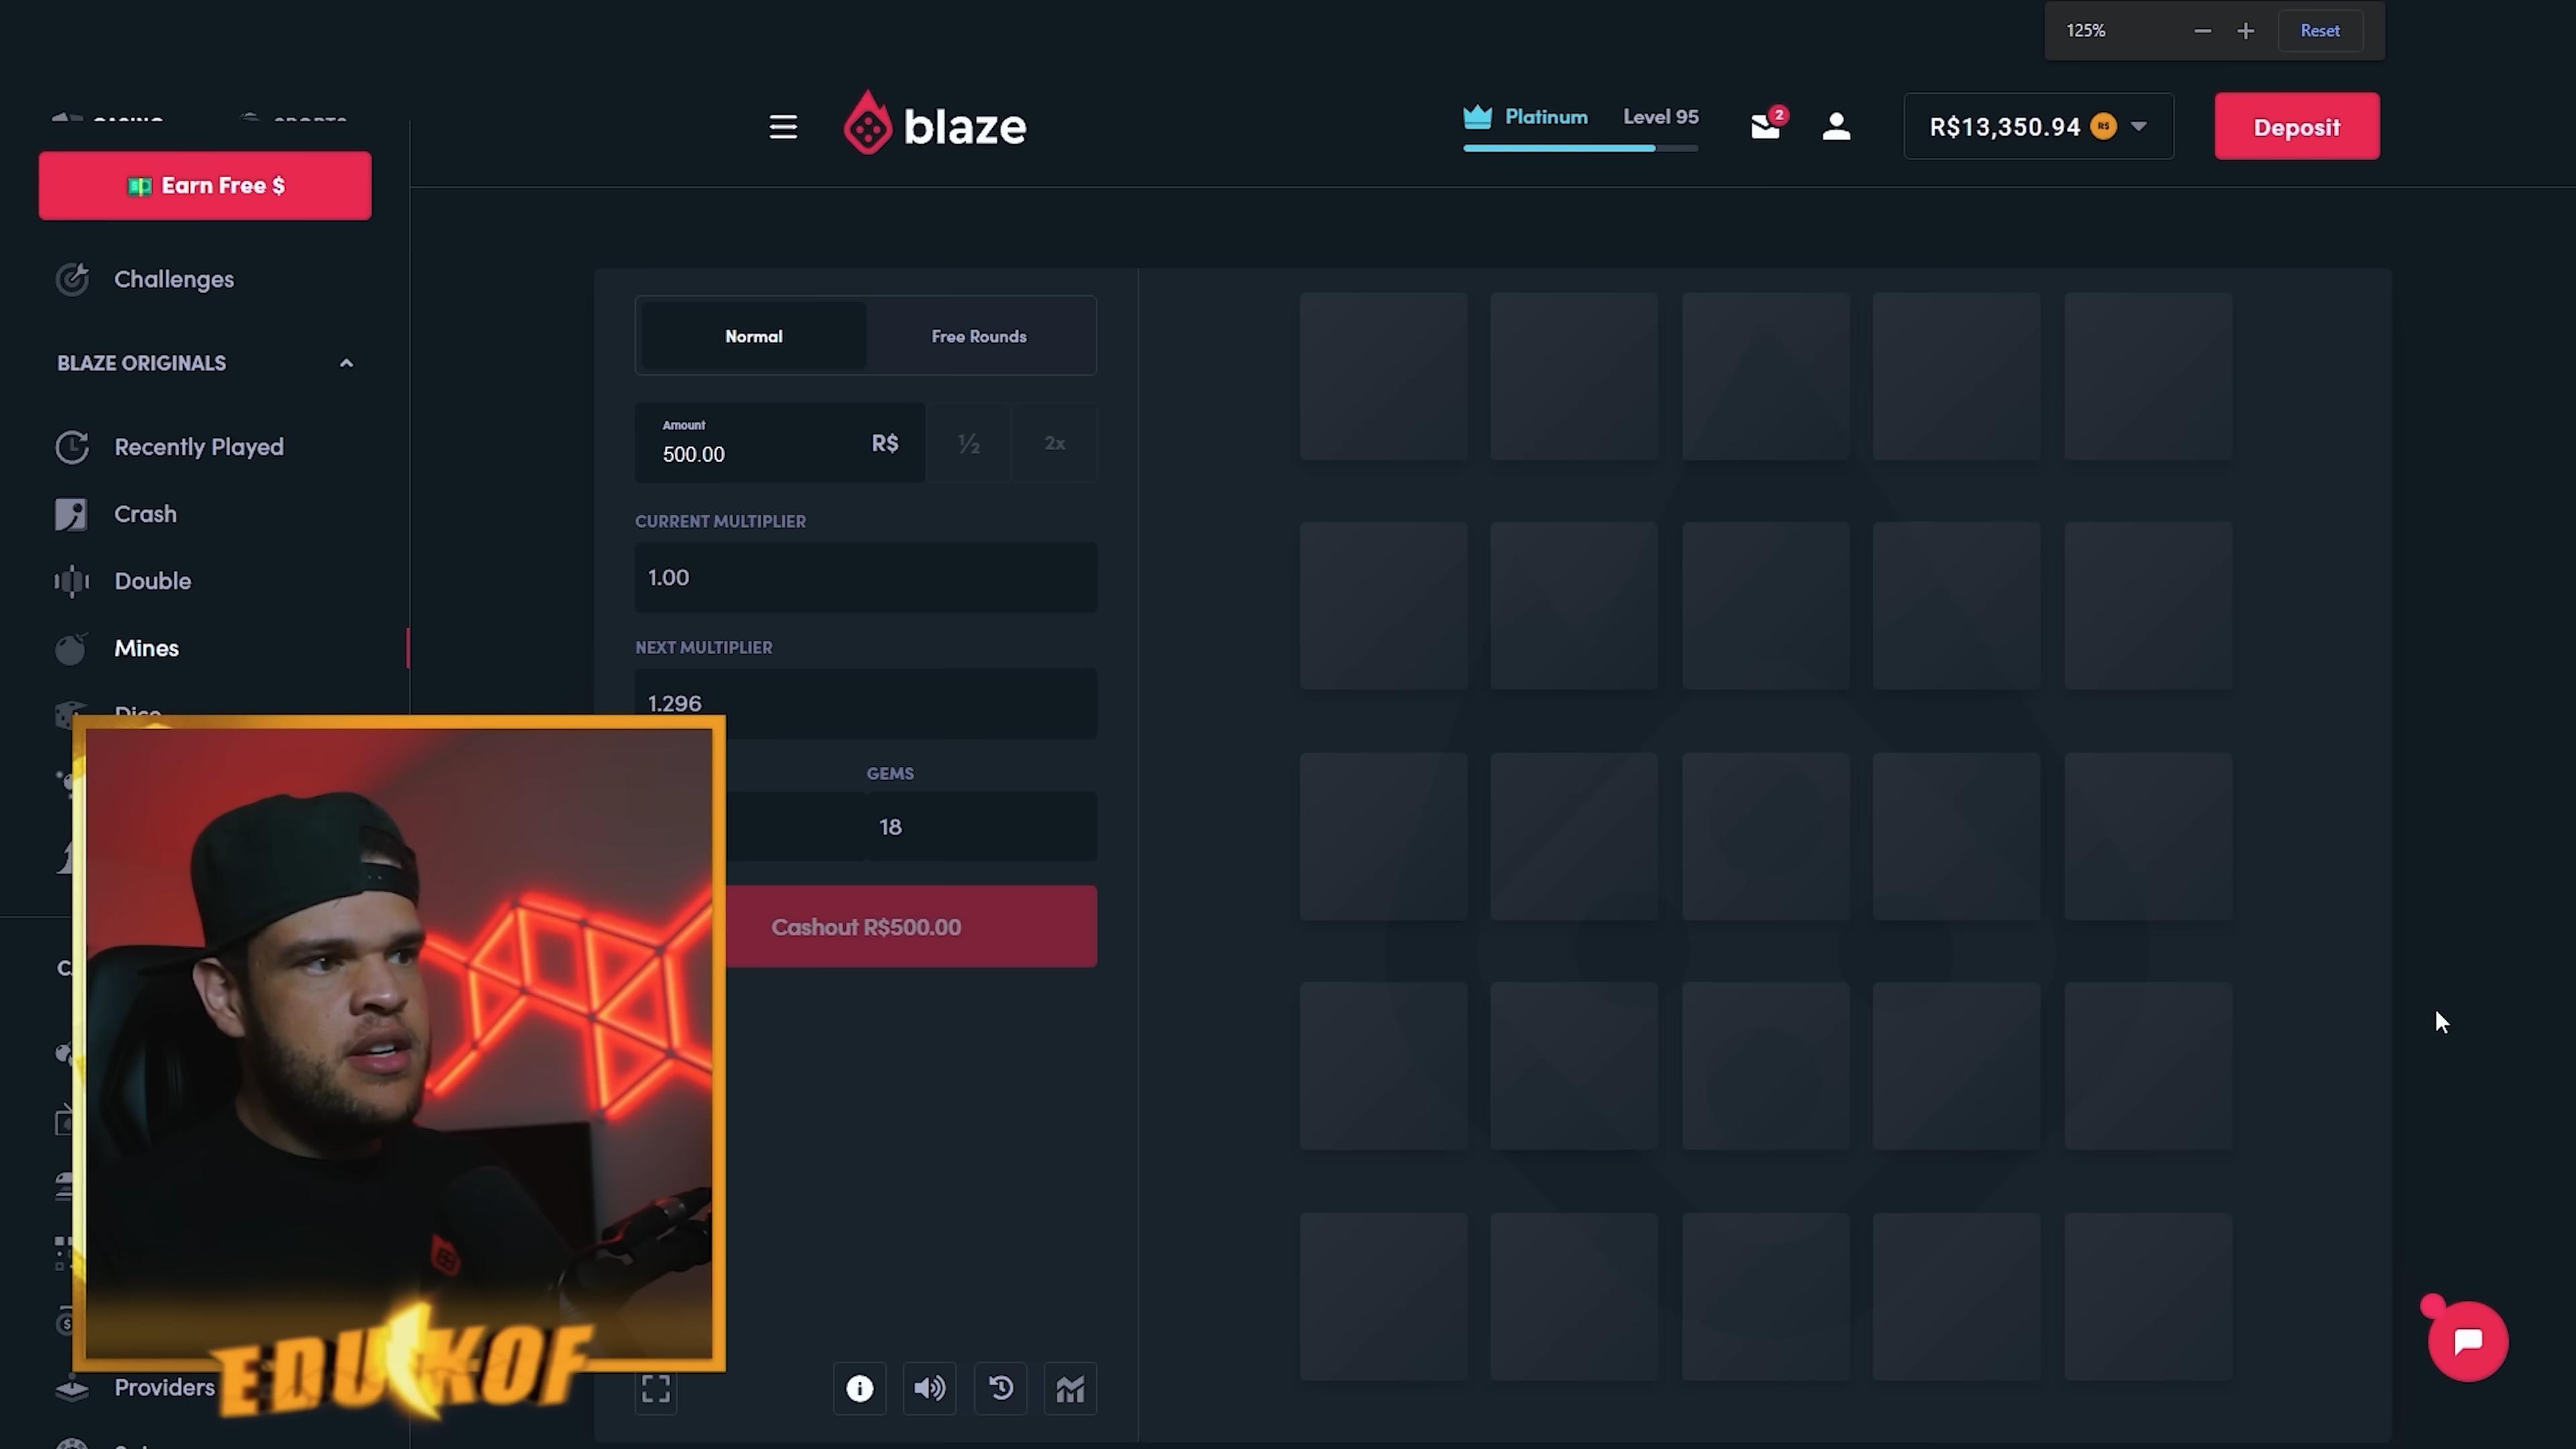 125%
Reset
blaze
Platinum
Level 95
2
R$13,350.94
R$
Deposit
Earn Free $
Challenges
BLAZE ORIGINALS
Recently Played
Crash
Double
Mines
Providers
Normal
Free Rounds
Amount
500.00
R$
½
2x
CURRENT MULTIPLIER
1.00
NEXT MULTIPLIER
1.296
GEMS
18
Cashout R$500.00
EDUKOF